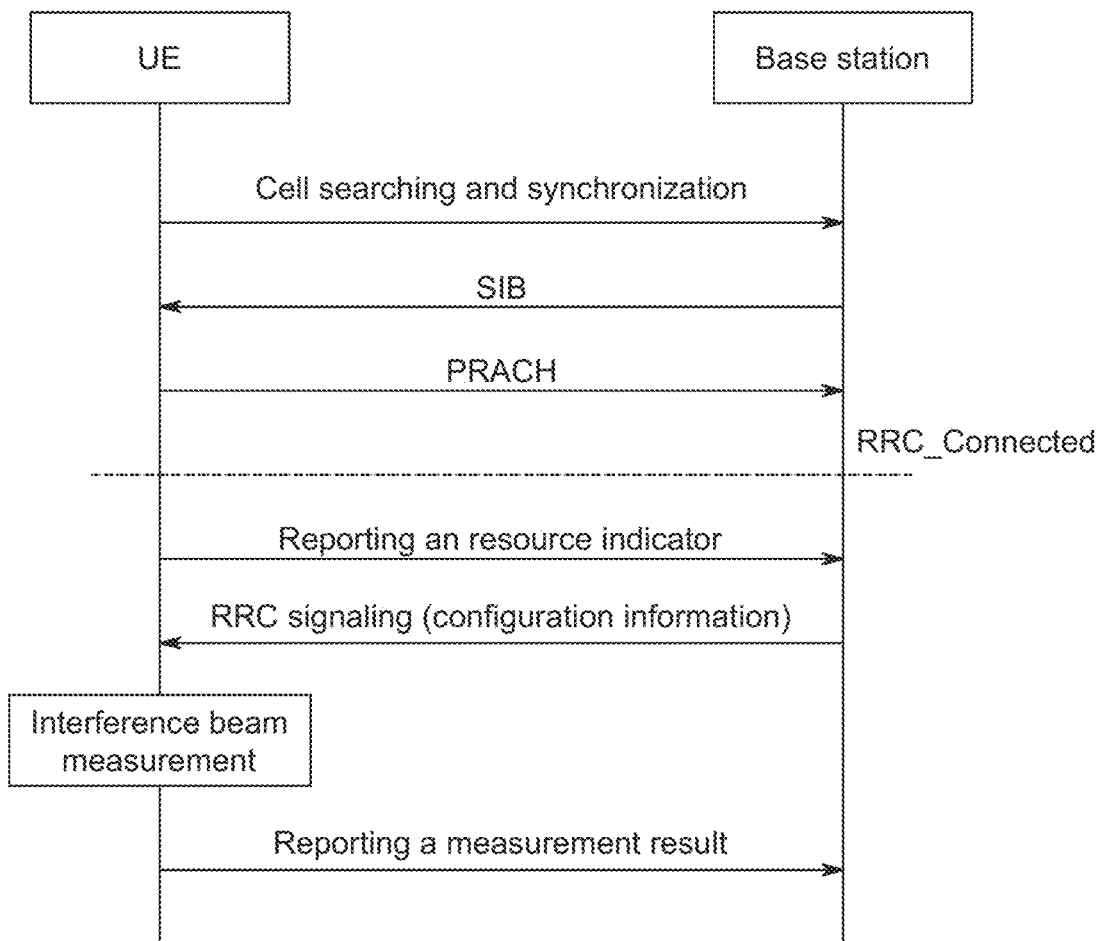 UE
Base station
Cell searching and synchronization
SIB
PRACH
RRC_Connected
Reporting an resource indicator
RRC signaling (configuration information)
Interference beam
measurement
Reporting a measurement result